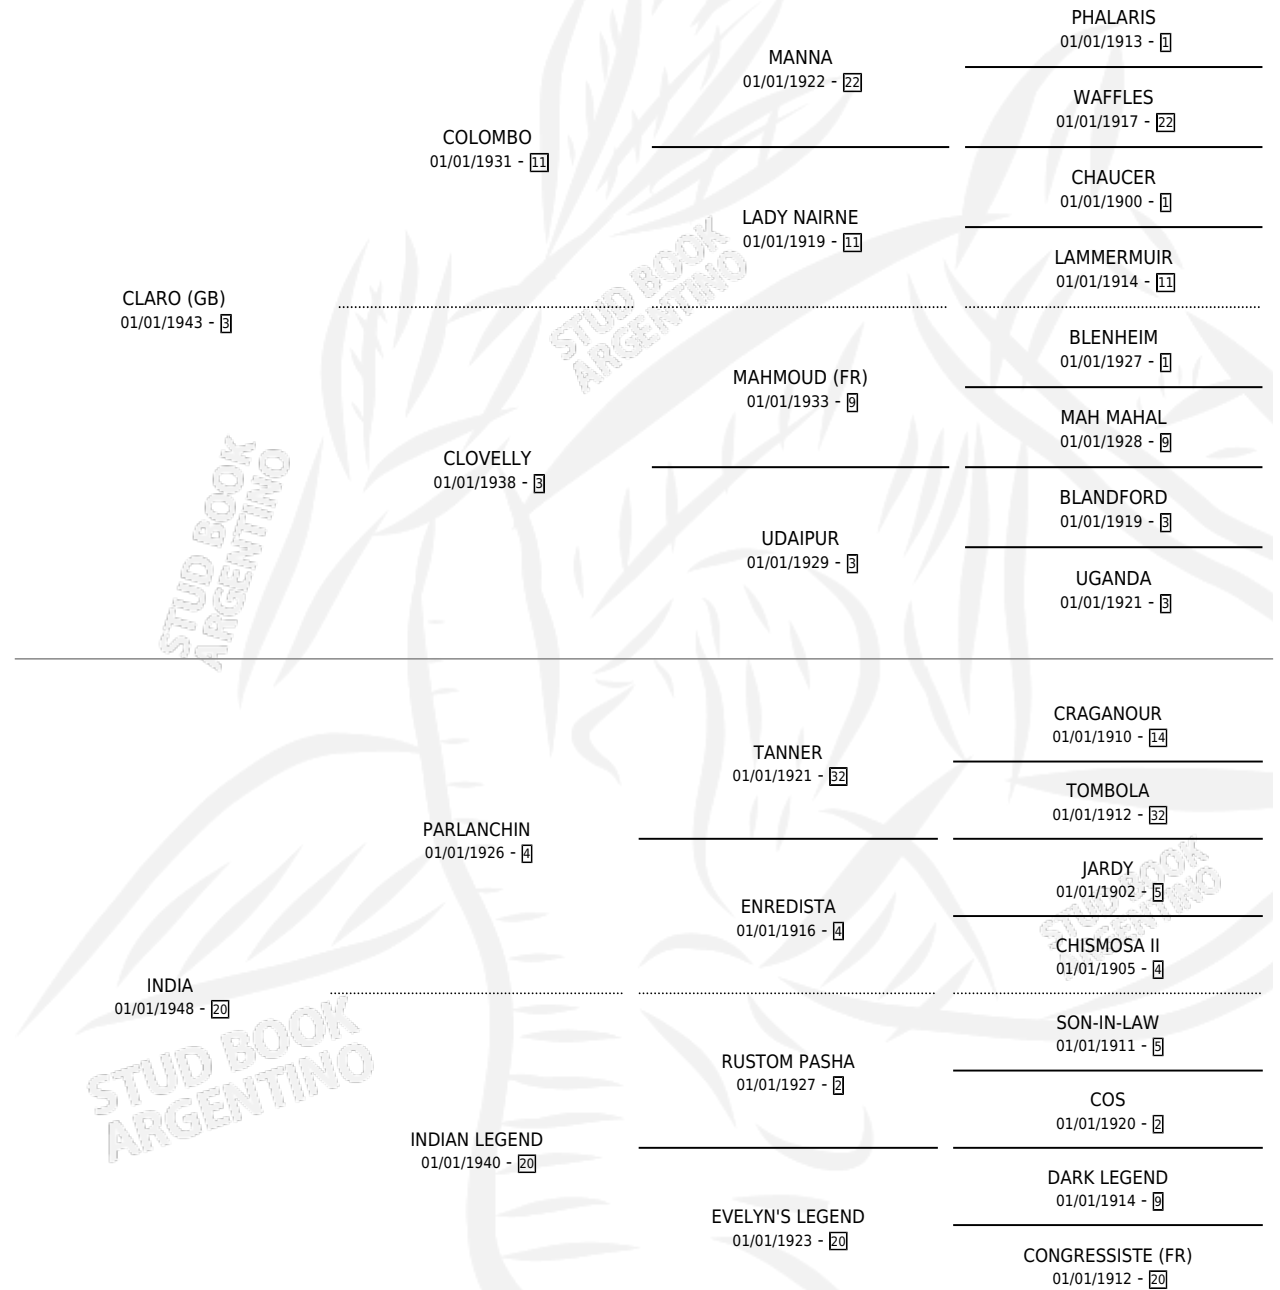 PHALARIS
01/01/1913 - 1
MANNA
01/01/1922 - 22
WAFFLES
01/01/1917 - 22
COLOMBO
01/01/1931 - 11
CHAUCER
01/01/1900 - 1
LADY NAIRNE
01/01/1919 - 11
LAMMERMUIR
01/01/1914 - 11
CLARO (GB)
01/01/1943 - 3
BLENHEIM
01/01/1927 - 1
MAHMOUD (FR)
01/01/1933 - 9
MAH MAHAL
01/01/1928 - 9
CLOVELLY
01/01/1938 - 3
BLANDFORD
01/01/1919 - 3
UDAIPUR
01/01/1929 - 3
UGANDA
01/01/1921 - 3
CRAGANOUR
01/01/1910 - 14
TANNER
01/01/1921 - 32
TOMBOLA
01/01/1912 - 32
PARLANCHIN
01/01/1926 - 4
JARDY
01/01/1902 - 5
ENREDISTA
01/01/1916 - 4
CHISMOSA II
01/01/1905 - 4
INDIA
01/01/1948 - 20
SON-IN-LAW
01/01/1911 - 5
RUSTOM PASHA
01/01/1927 - 2
COS
01/01/1920 - 2
INDIAN LEGEND
01/01/1940 - 20
DARK LEGEND
01/01/1914 - 9
EVELYN'S LEGEND
01/01/1923 - 20
CONGRESSISTE (FR)
01/01/1912 - 20
STUD BOOK
ARGENTINO
STUD BOOK
ARGENTINO
STUD BOOK
ARGENTINO
STUD BOOK
ARGENTINO